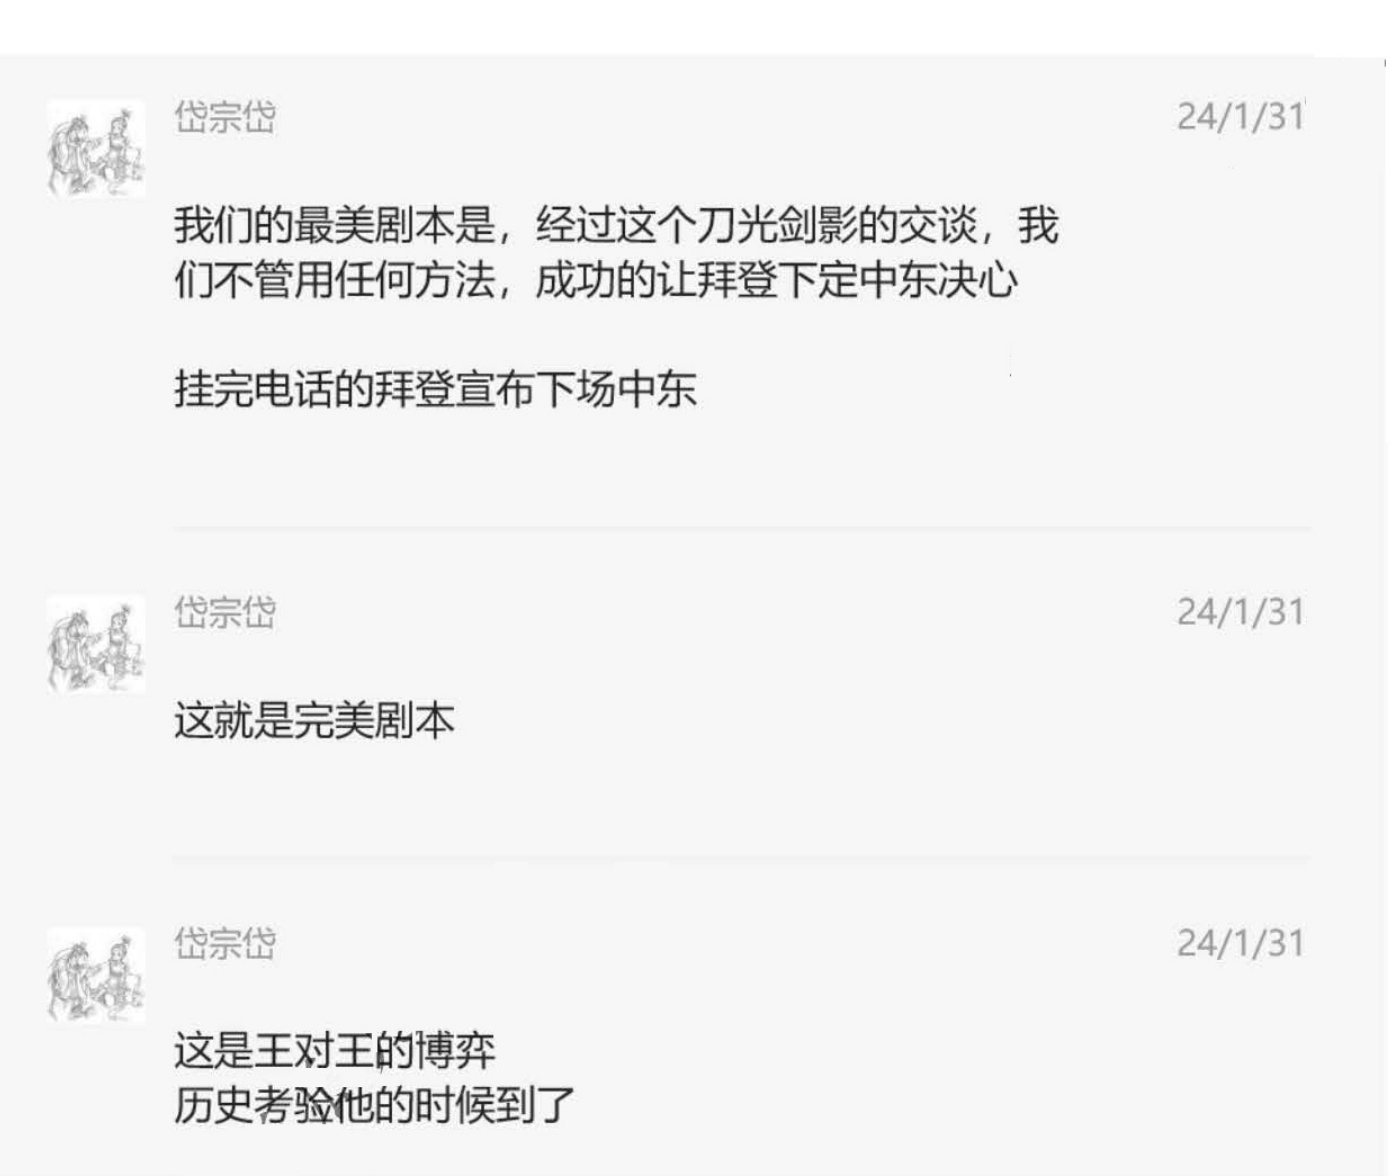 岱宗岱
24/1/31
我们的最美剧本是，经过这个刀光剑影的交谈，我
们不管用任何方法，成功的让拜登下定中东决心
挂完电话的拜登宣布下场中东
岱宗岱
24/1/31
这就是完美剧本
岱宗岱
24/1/31
这是王对王的博弈
历史考验他的时候到了